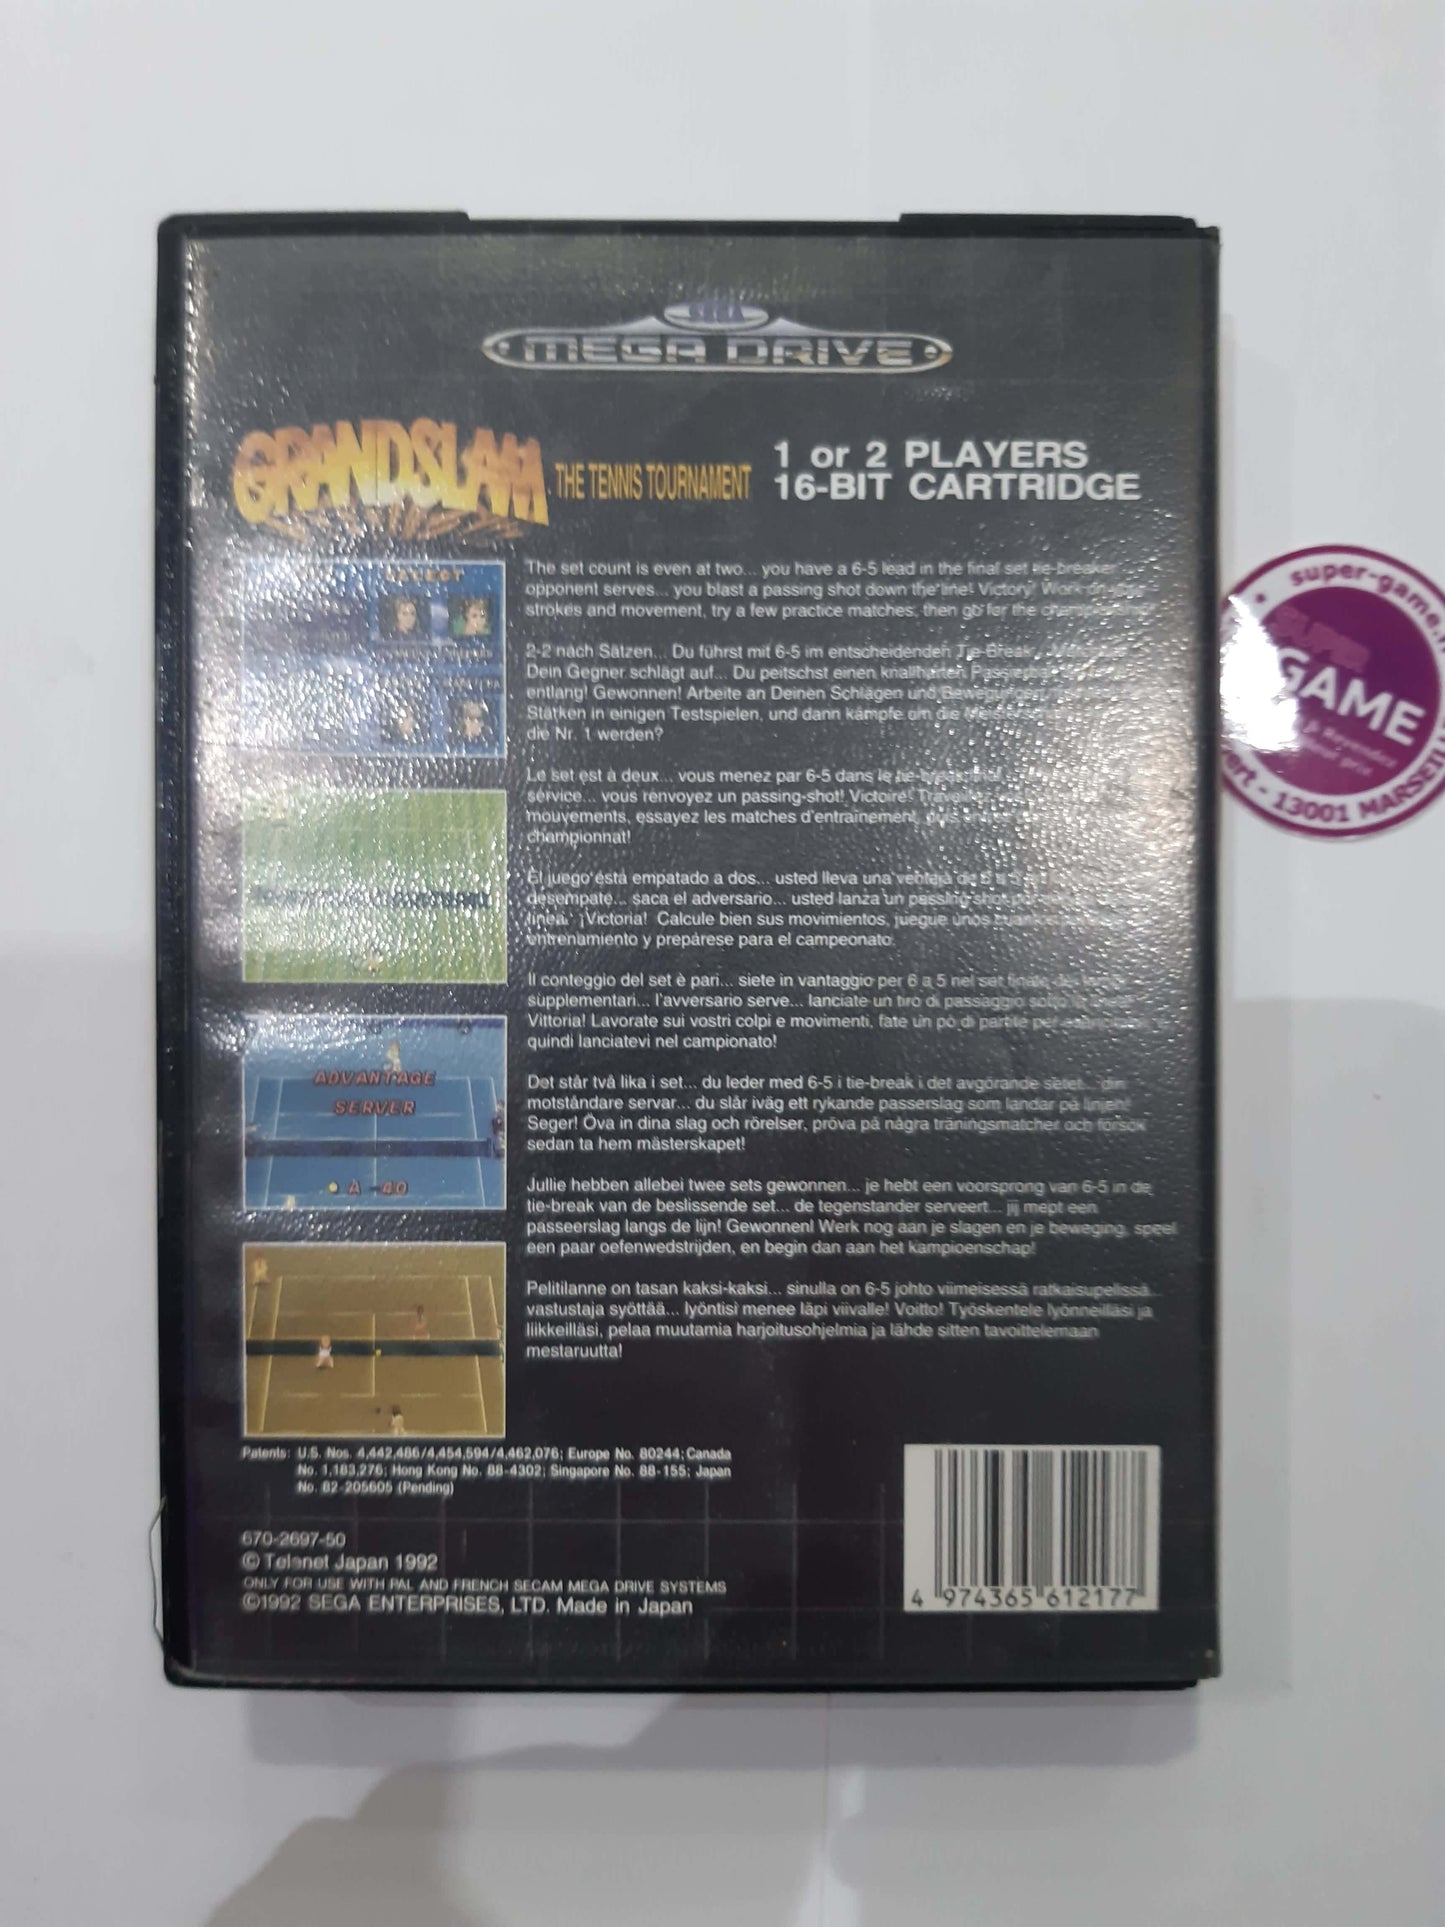 SEGA
MEGA DRIVE
GRANDSLAM
THE TENNIS TOURNAMENT
1 or 2 PLAYERS
16-BIT CARTRIDGE
SELECT
The set count is even at two... you have a 6-5 lead in the final set tie-breaker
opponent serves... you blast a passing shot down the line! Victory! Work on
strokes and movement, try a few practice matches, then go for the
2-2 nach Sätzen... Du führst mit 6-5 im entscheidenden Tie-Break
Dein Gegner schlägt auf... Du peitschst einen knallharten
entlang! Gewonnen! Arbeite an Deinen Schlägen und Bewegungen,
Stärken in einigen Testspielen, und dann kämpfe um die
die Nr. 1 werden?
Le set est à deux... vous menez par 6-5 dans le
service... vous renvoyez un passing-shot! Victoire!
mouvements, essayez les matches d'entrainement,
championnat!
El juego está empatado a dos... usted lleva una
desempate... saca el adversario... usted lanza un passing-shot
línea. ¡Victoria! Calcule bien sus movimientos, juegue unos
entrenamiento y prepárese para el campeonato.
Il conteggio del set è pari... siete in vantaggio per 6 a 5 nel set finale
supplementari... l'avversario serve... lanciate un tiro di passaggio
Vittoria! Lavorate sui vostri colpi e movimenti, fate un pò di partite per
quindi lanciatevi nel campionato!
Det står två lika i set... du leder med 6-5 i tie-break i det avgörande setet... din
motståndare servar... du slår iväg ett rykande passerslag som landar på linjen!
Seger! Öva in dina slag och rörelser, pröva på några träningsmatcher och försök
sedan ta hem mästerskapet!
Jullie hebben allebei twee sets gewonnen... je hebt een voorsprong van 6-5 in de
tie-break van de beslissende set... de tegenstander serveert... jij mept een
passeerslag langs de lijn! Gewonnen! Werk nog aan je slagen en je beweging, speel
een paar oefenwedstrijden, en begin dan aan het kampioenschap!
Pelitilanne on tasan kaksi-kaksi... sinulla on 6-5 johto viimeisessä ratkaisupelissä...
vastustaja syöttää... lyöntisi menee läpi viivalle! Voitto! Työskentele lyönneilläsi ja
liikkeilläsi, pelaa muutamia harjoitusohjelmia ja lähde sitten tavoittelemaan
mestaruutta!
ADVANTAGE
SERVER
A - 40
Patents: U.S. Nos. 4,442,486/4,454,594/4,462,076; Europe No. 80244; Canada
No. 1,183,276; Hong Kong No. 88-4302; Singapore No. 88-155; Japan
No. 82-205605 (Pending)
670-2697-50
© Telenet Japan 1992
ONLY FOR USE WITH PAL AND FRENCH SECAM MEGA DRIVE SYSTEMS
©1992 SEGA ENTERPRISES, LTD. Made in Japan
4 974365 612177
super-game.
SUPER
GAME
& Revendez
prix
- 13001 MARSEI